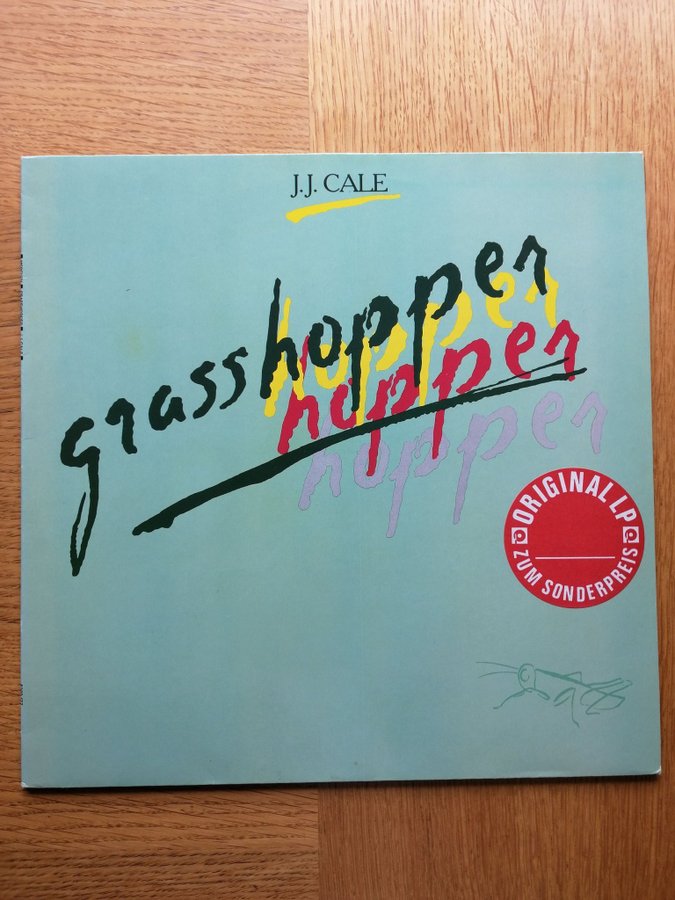 J.J. CALE
grasshopper
hopper
hopper
hopper
ORIGINAL LP
ZUM SONDERPREIS